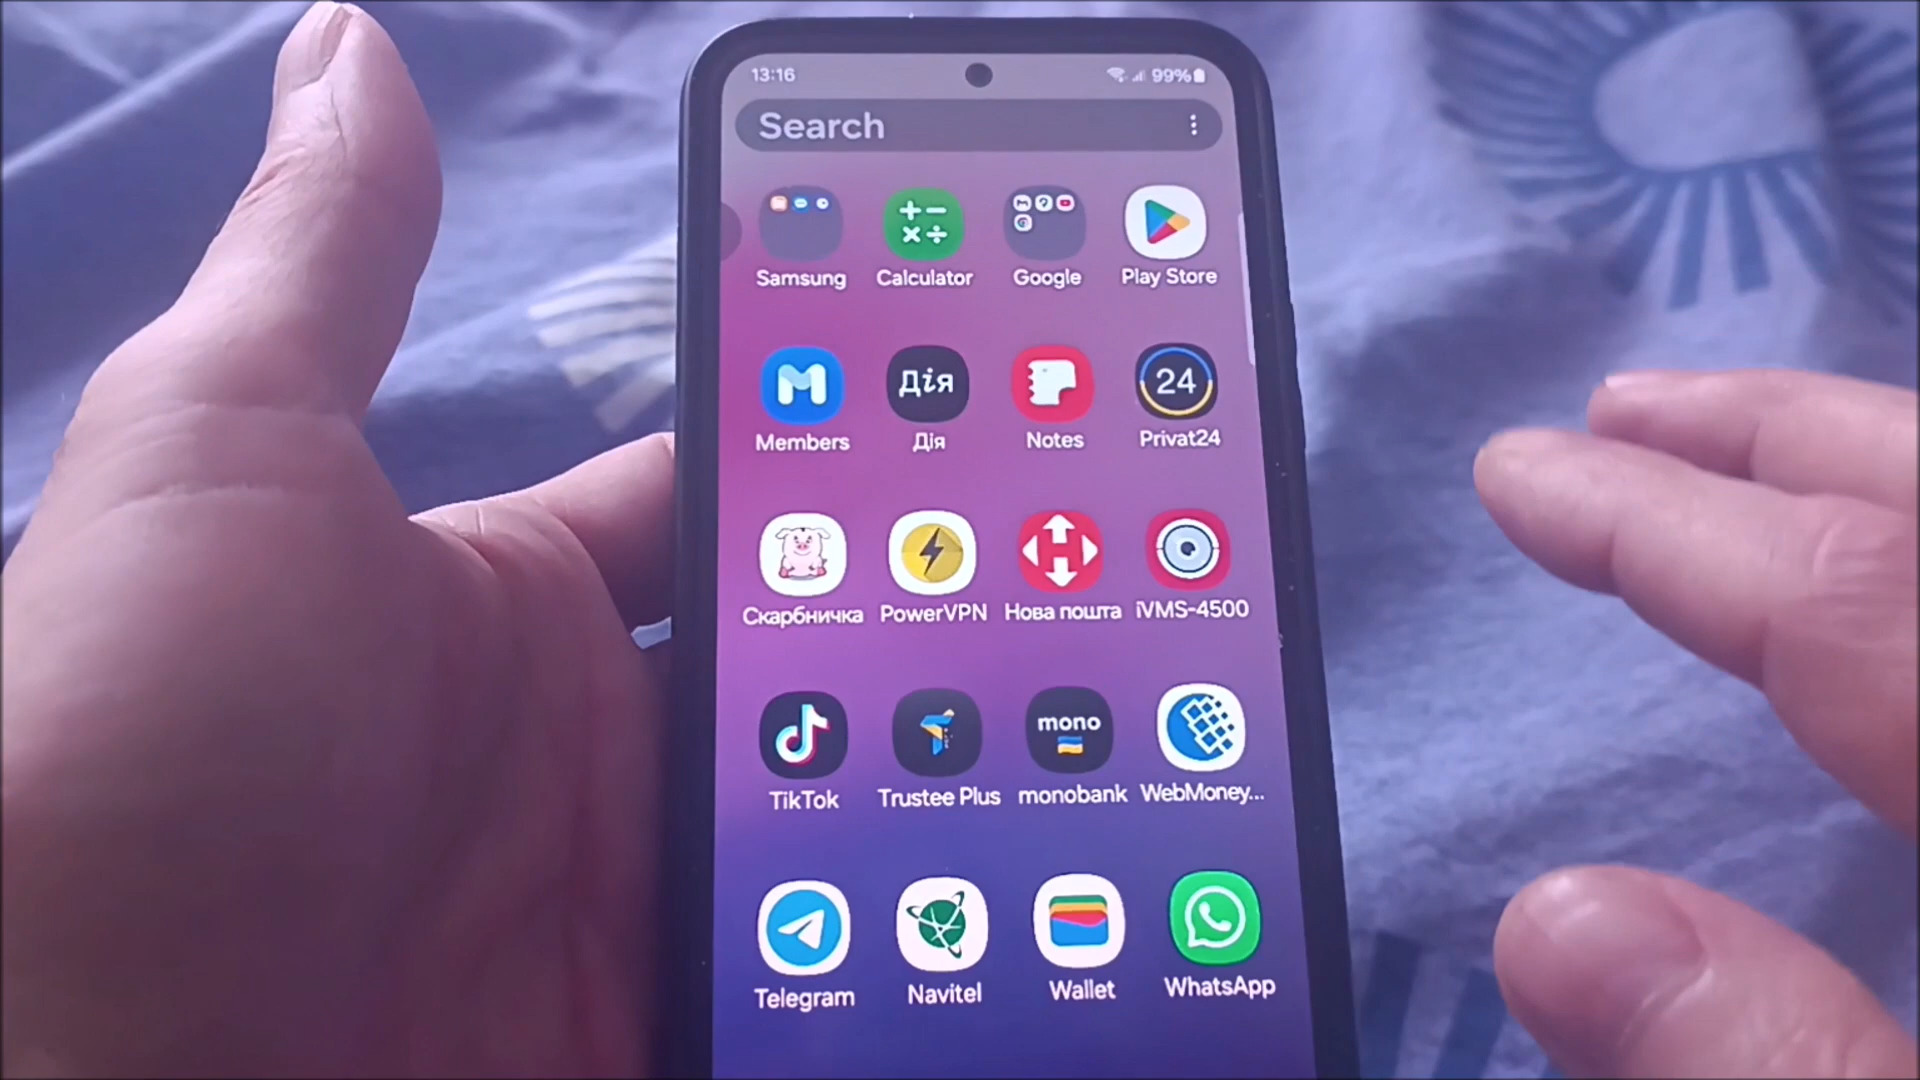 13:16
99%
Search
Samsung
Calculator
Google
Play Store
Дія
24
Members
Дія
Notes
Privat24
Скарбничка
PowerVPN
Нова пошта
iVMS-4500
mono
TikTok
Trustee Plus
monobank
WebMoney...
Telegram
Navitel
Wallet
WhatsApp